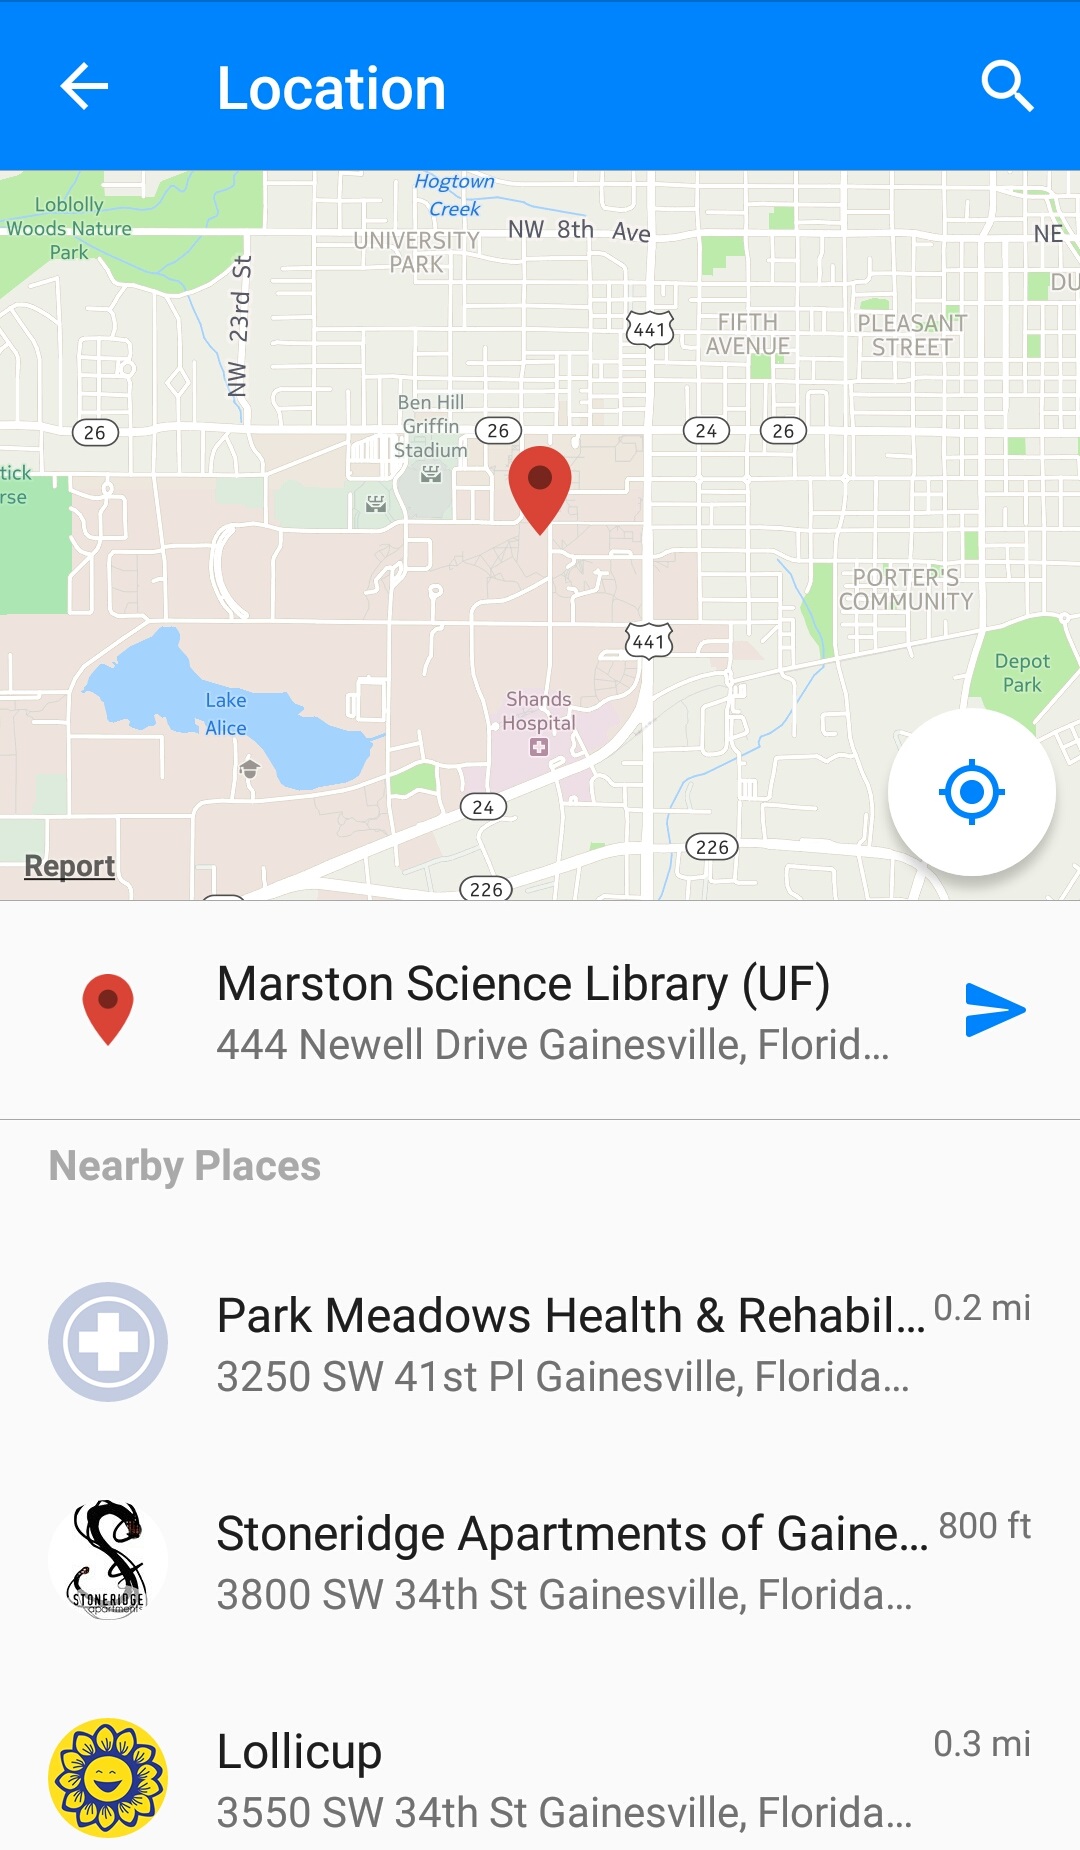 Location
Hogtown
Creek
Loblolly
Woods Nature
Park
NW 8th Ave
NE
UNIVERSITY
PARK
NW 23rd St
DU
441
FIFTH
AVENUE
PLEASANT
STREET
Ben Hill
Griffin
Stadium
26
26
24
26
tick
rse
PORTER'S
COMMUNITY
441
Depot
Park
Lake
Alice
Shands
Hospital
24
226
Report
226
Marston Science Library (UF)
444 Newell Drive Gainesville, Florid...
Nearby Places
Park Meadows Health & Rehabil... 0.2 mi
3250 SW 41st Pl Gainesville, Florida...
Stoneridge Apartments of Gaine... 800 ft
3800 SW 34th St Gainesville, Florida...
STONERIDGE
apartments
Lollicup 0.3 mi
3550 SW 34th St Gainesville, Florida...